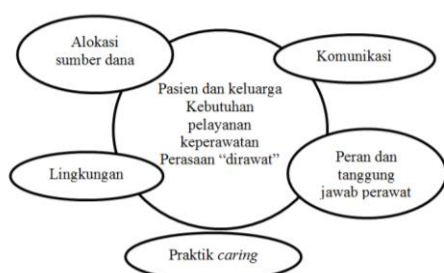 Alokasi
sumber dana
Komunikasi
Pasien dan keluarga
Kebutuhan
pelayanan
keperawatan
Perasaan “dirawat”
Lingkungan
Peran dan
tanggung
jawab perawat
Praktik caring